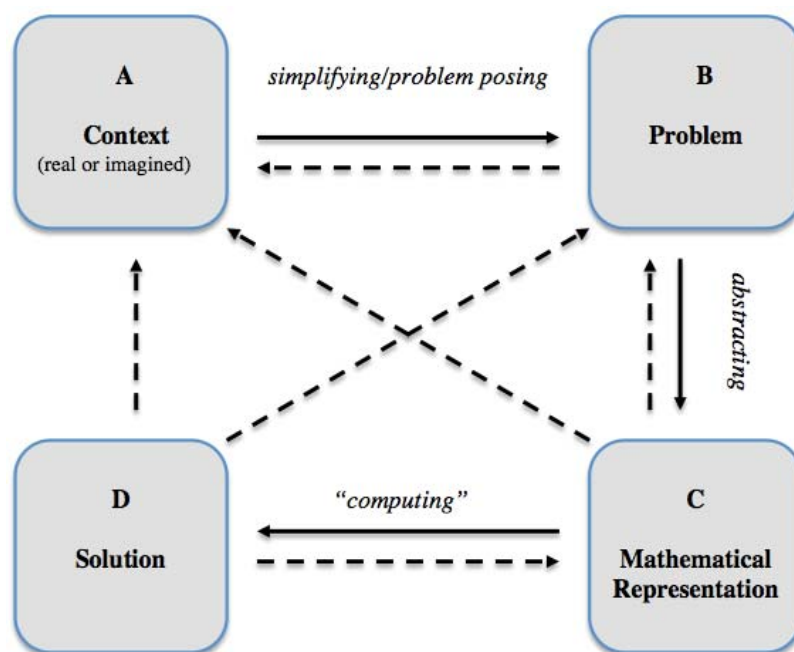 A
Context
(real or imagined)
simplifying/problem posing
B
Problem
abstracting
D
Solution
“computing”
C
Mathematical
Representation